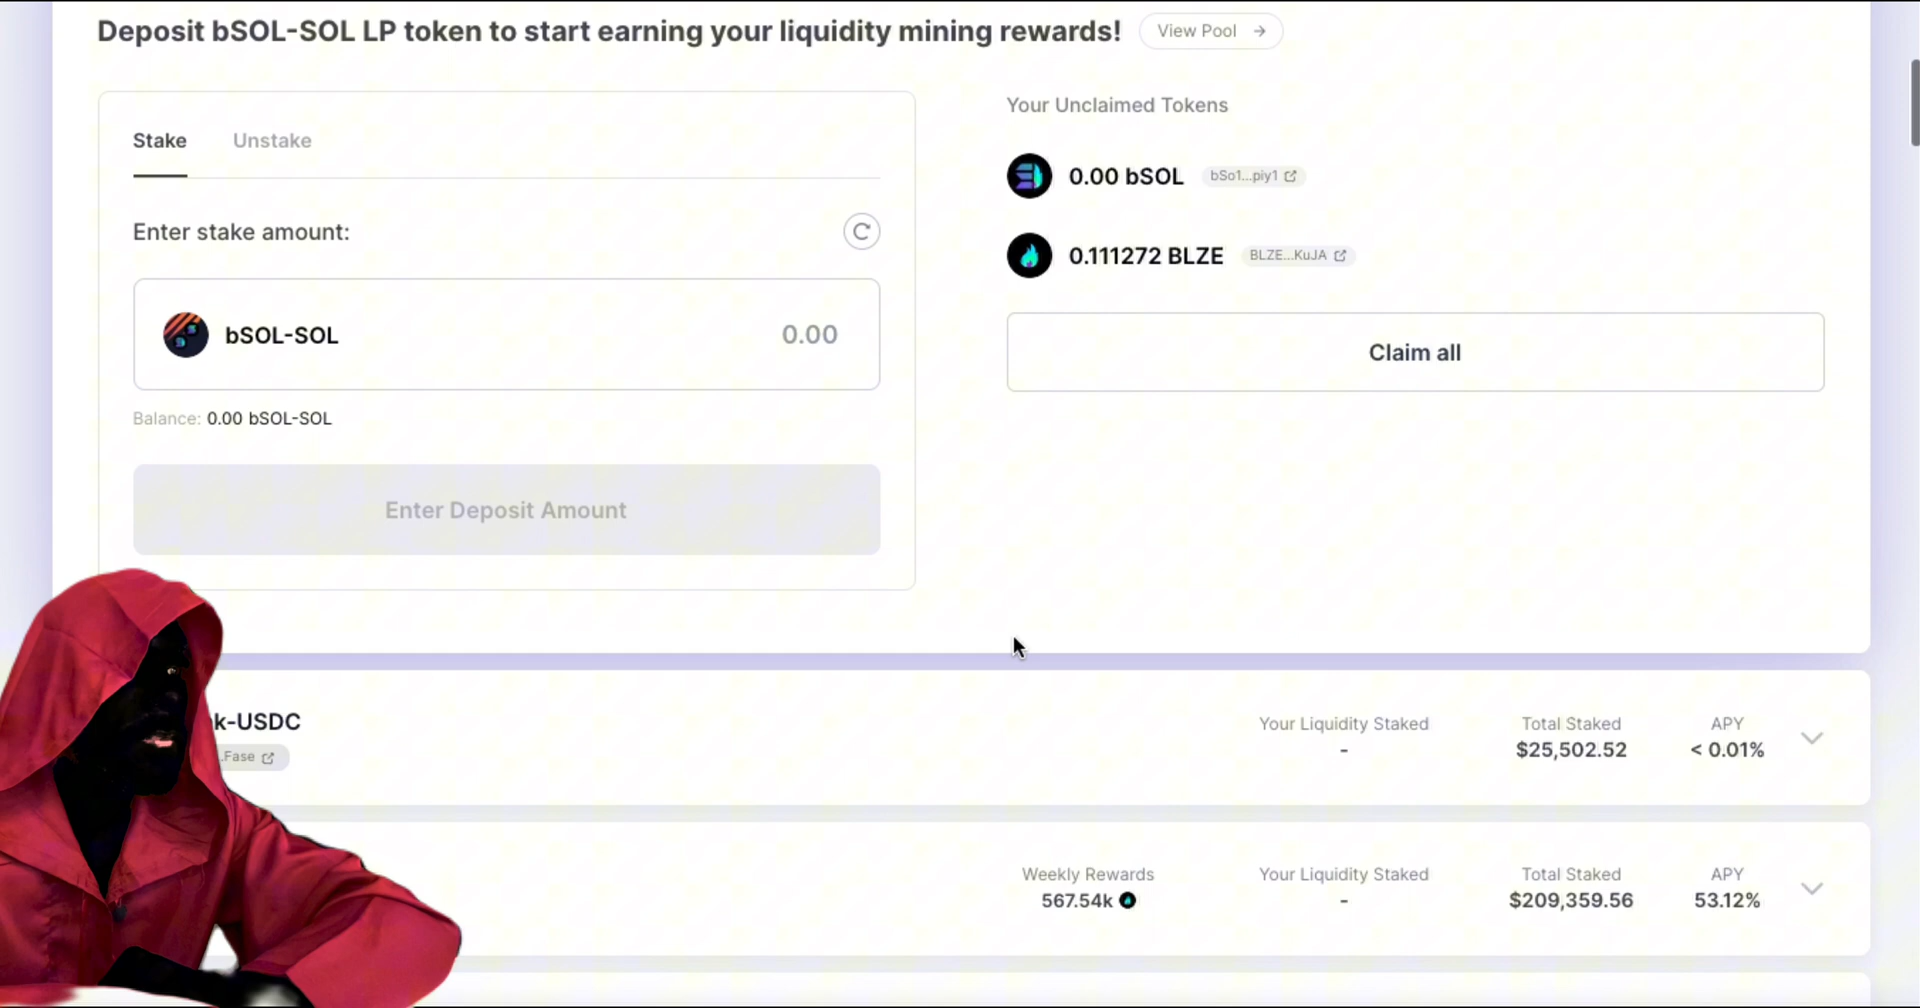 Deposit bSOL-SOL LP token to start earning your liquidity mining rewards!
View Pool →
Stake
Unstake
Enter stake amount:
bSOL-SOL
0.00
Balance: 0.00 bSOL-SOL
Enter Deposit Amount
Your Unclaimed Tokens
0.00 bSOL
bSo1...piy1
0.111272 BLZE
BLZE...KuJA
Claim all
k-USDC
.Fase
Your Liquidity Staked
-
Total Staked
$25,502.52
APY
< 0.01%
Weekly Rewards
567.54k
Your Liquidity Staked
-
Total Staked
$209,359.56
APY
53.12%